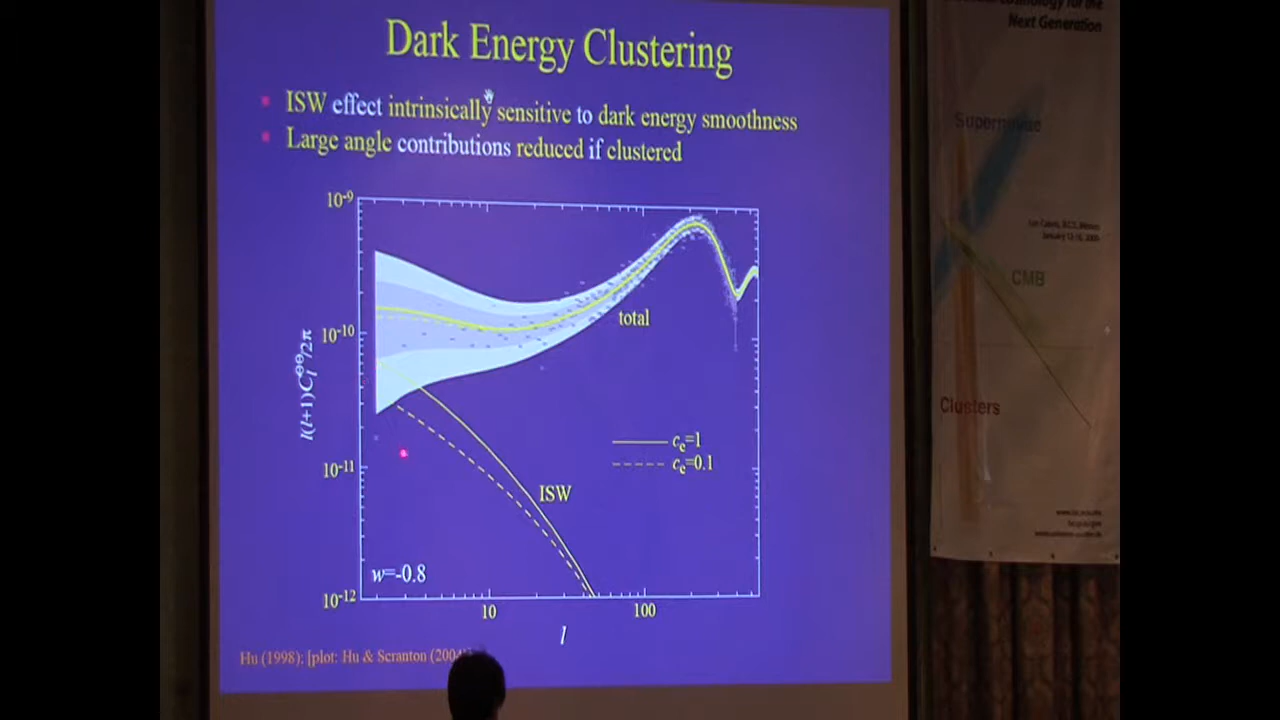 Dark Energy Clustering
ISW effect intrinsically sensitive to dark energy smoothness
Large angle contributions reduced if clustered
10⁻⁹
10⁻¹⁰
10⁻¹¹
10⁻¹²
l(l+1)C_l^ΘΘ/2π
total
c_e=1
c_e=0.1
ISW
w=-0.8
10
100
l
Hu (1998); [plot: Hu & Scranton
for the
Next Generation
Supernovae
CMB
Clusters